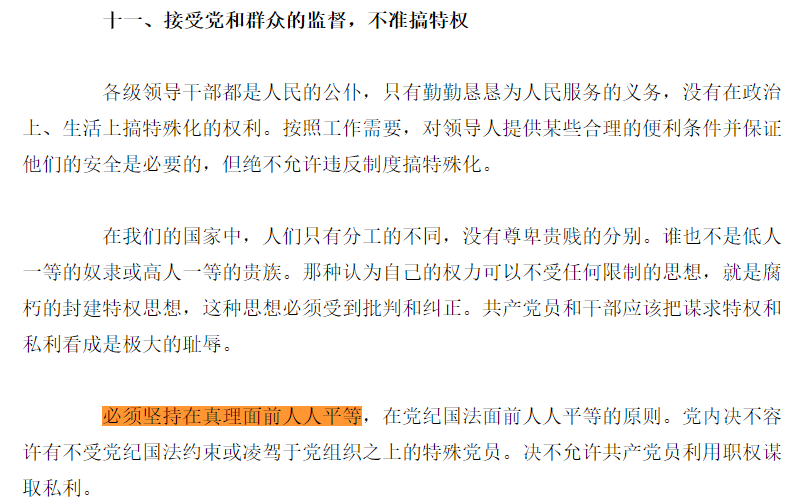 十一、接受党和群众的监督，不准搞特权
各级领导干部都是人民的公仆，只有勤勤恳恳为人民服务的义务，没有在政治
上、生活上搞特殊化的权利。按照工作需要，对领导人提供某些合理的便利条件并保证
他们的安全是必要的，但绝不允许违反制度搞特殊化。
在我们的国家中，人们只有分工的不同，没有尊卑贵贱的分别。谁也不是低人
一等的奴隶或高人一等的贵族。那种认为自己的权力可以不受任何限制的思想，就是腐
朽的封建特权思想，这种思想必须受到批判和纠正。共产党员和干部应该把谋求特权和
私利看成是极大的耻辱。
必须坚持在真理面前人人平等，在党纪国法面前人人平等的原则。党内决不容
许有不受党纪国法约束或凌驾于党组织之上的特殊党员。决不允许共产党员利用职权谋
取私利。